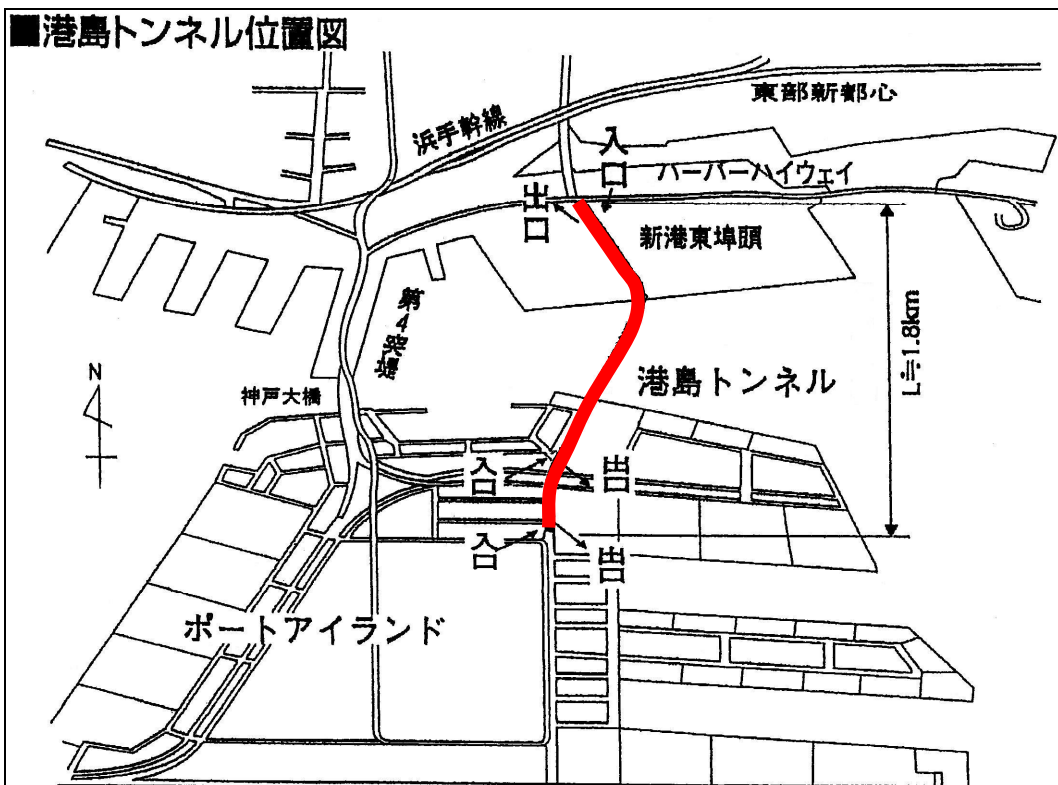 ■港島トンネル位置図
東部新都心
浜手幹線
入口
ハーバーハイウェイ
出口
新港東埠頭
第4突堤
L≒1.8km
港島トンネル
N
神戸大橋
入口
出口
入口
出口
ポートアイランド